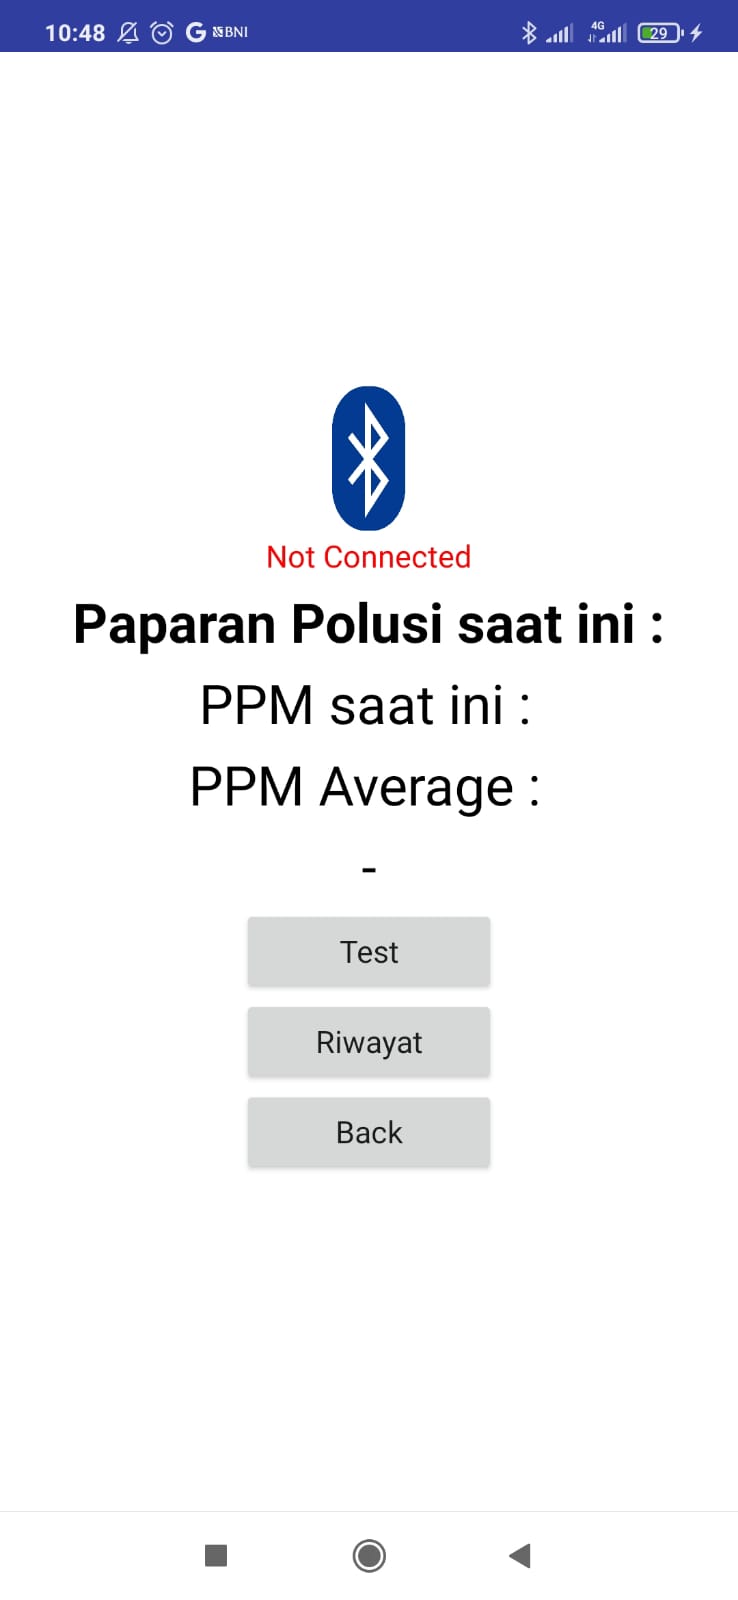 10:48 G BNI 4G 29
Not Connected
Paparan Polusi saat ini :
PPM saat ini :
PPM Average :
-
Test
Riwayat
Back